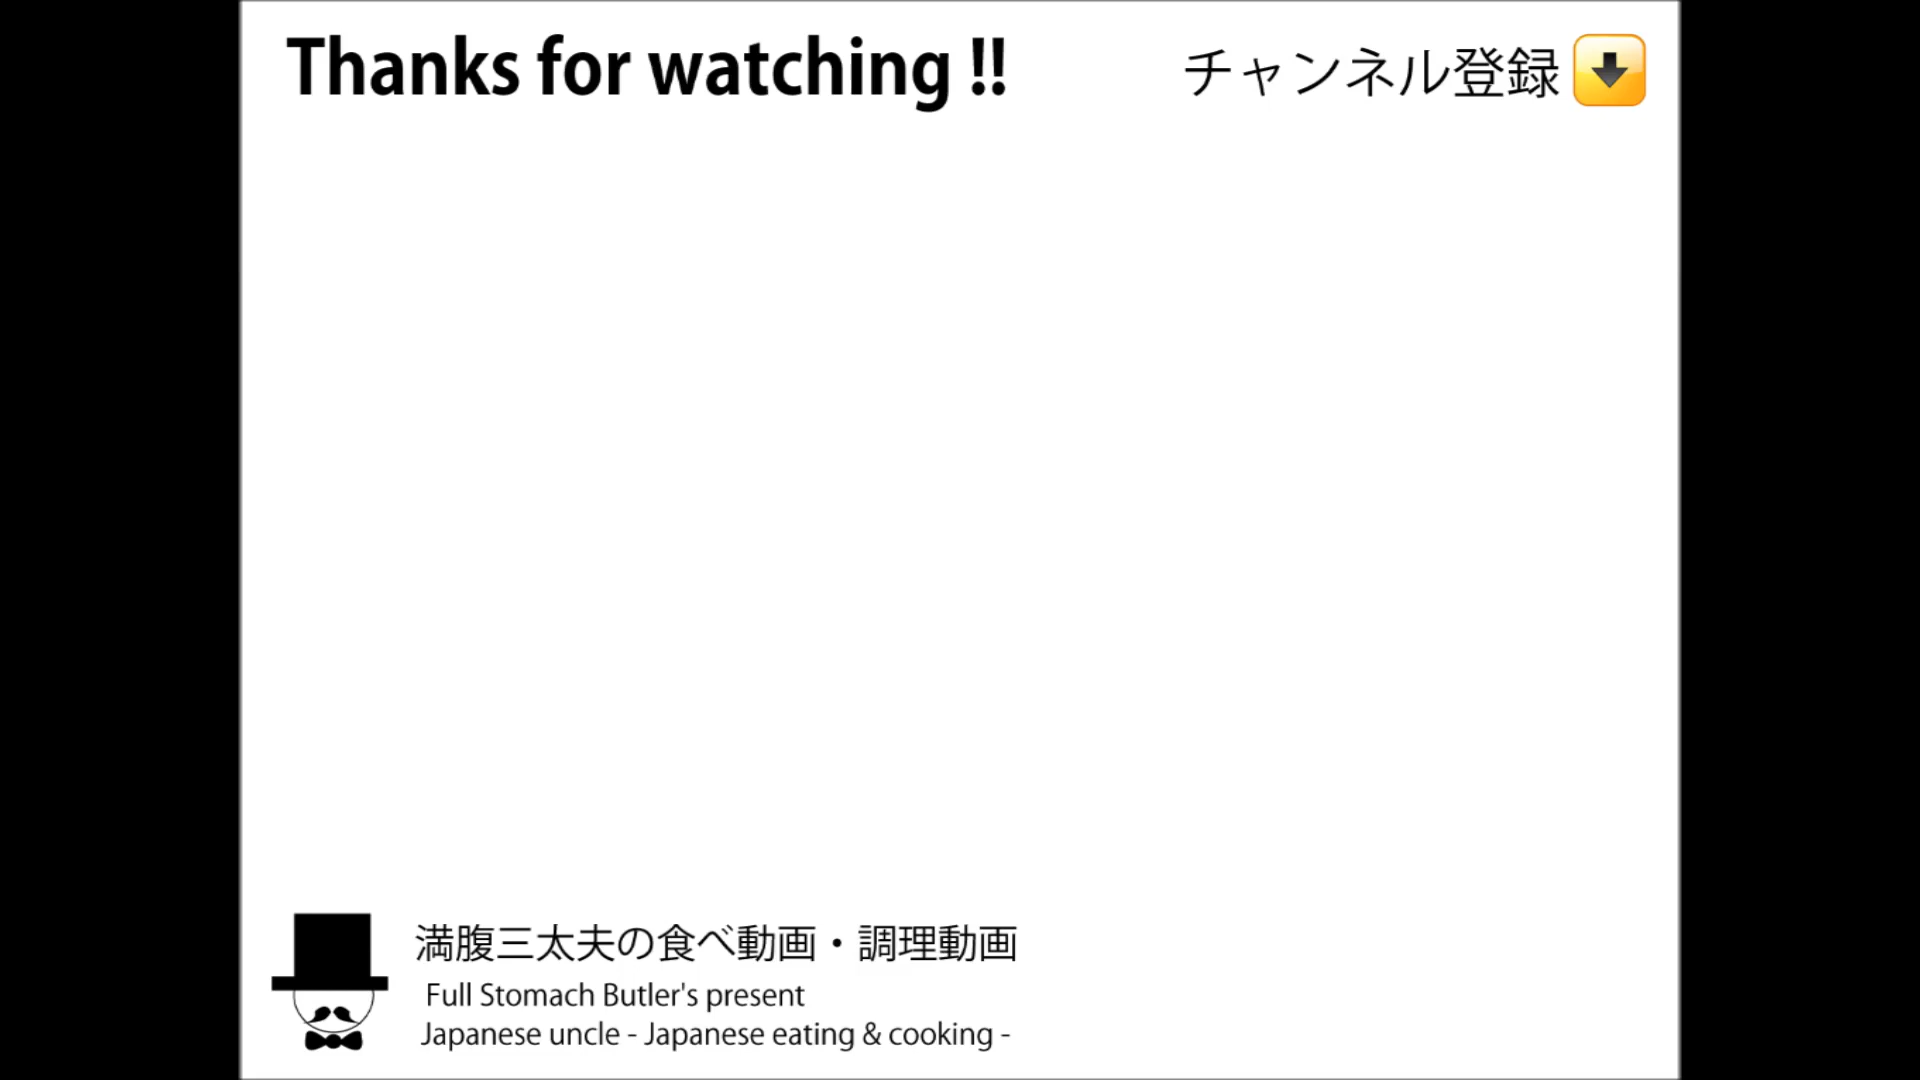 Thanks for watching !!
チャンネル登録
満腹三太夫の食べ動画・調理動画
Full Stomach Butler's present
Japanese uncle - Japanese eating & cooking -